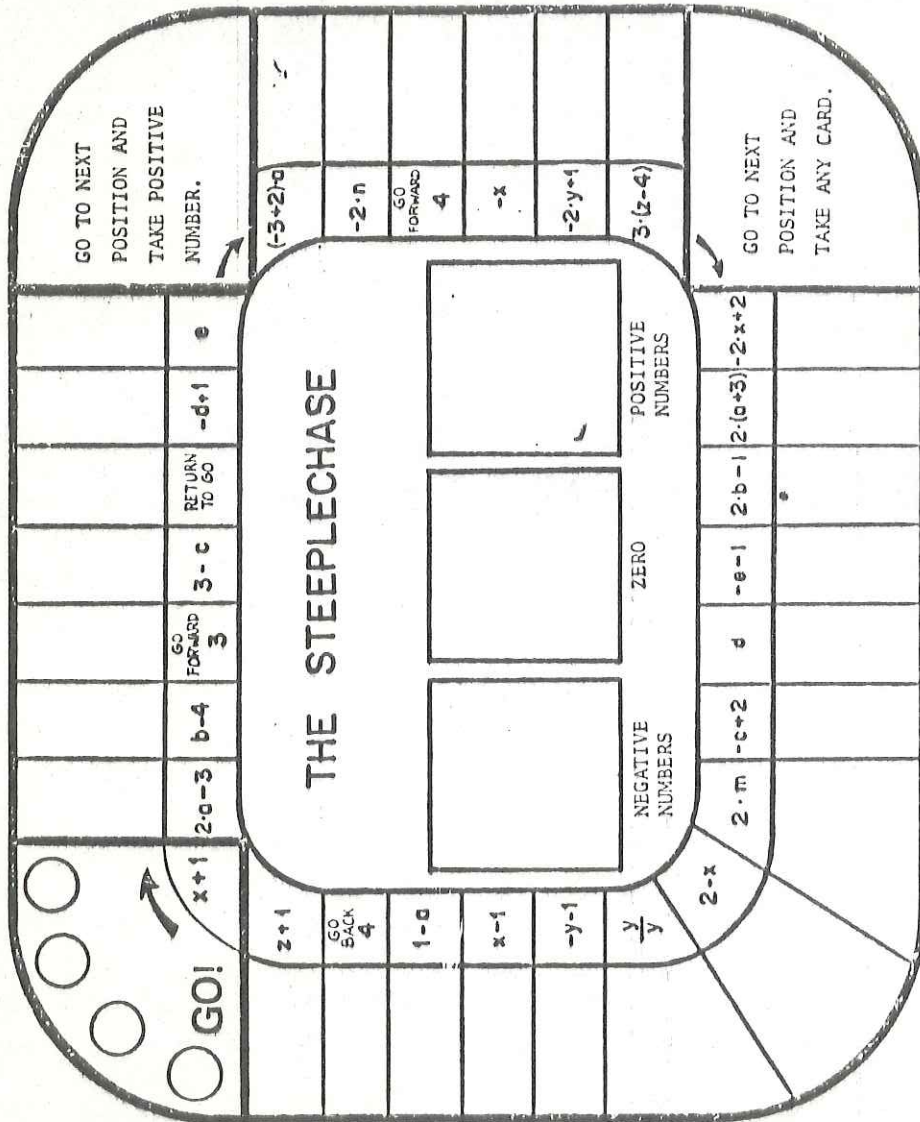 GO!
x+1
2·a-3
b-4
GO
FORWARD
3
3-c
RETURN
TO GO
-d+1
e
GO TO NEXT
POSITION AND
TAKE POSITIVE
NUMBER.
(-3+2)·a
-2·n
GO
FORWARD
4
-x
-2·y+1
3·(z-4)
GO TO NEXT
POSITION AND
TAKE ANY CARD.
-2·x+2
2·(a+3)
2·b-1
-e-1
d
-c+2
2·m
2-x
y
y
-y-1
x-1
1-a
GO
BACK
4
z+1
THE STEEPLECHASE
NEGATIVE
NUMBERS
ZERO
POSITIVE
NUMBERS